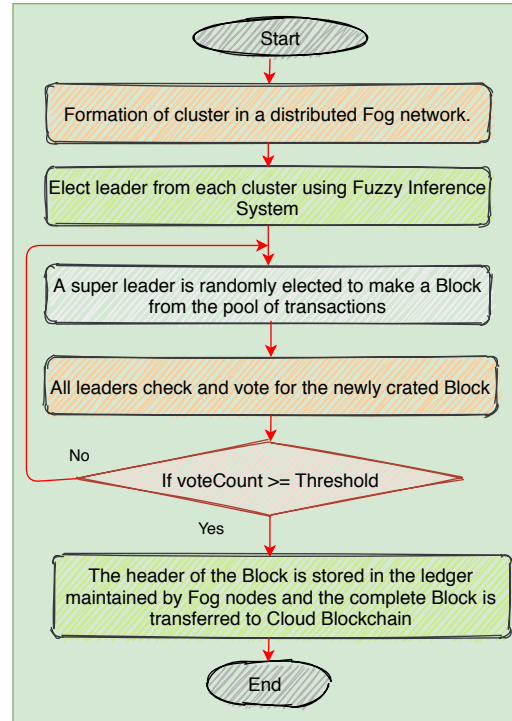 Start
Formation of cluster in a distributed Fog network.
Elect leader from each cluster using Fuzzy Inference
System
A super leader is randomly elected to make a Block
from the pool of transactions
All leaders check and vote for the newly crated Block
No
If voteCount >= Threshold
Yes
The header of the Block is stored in the ledger
maintained by Fog nodes and the complete Block is
transferred to Cloud Blockchain
End